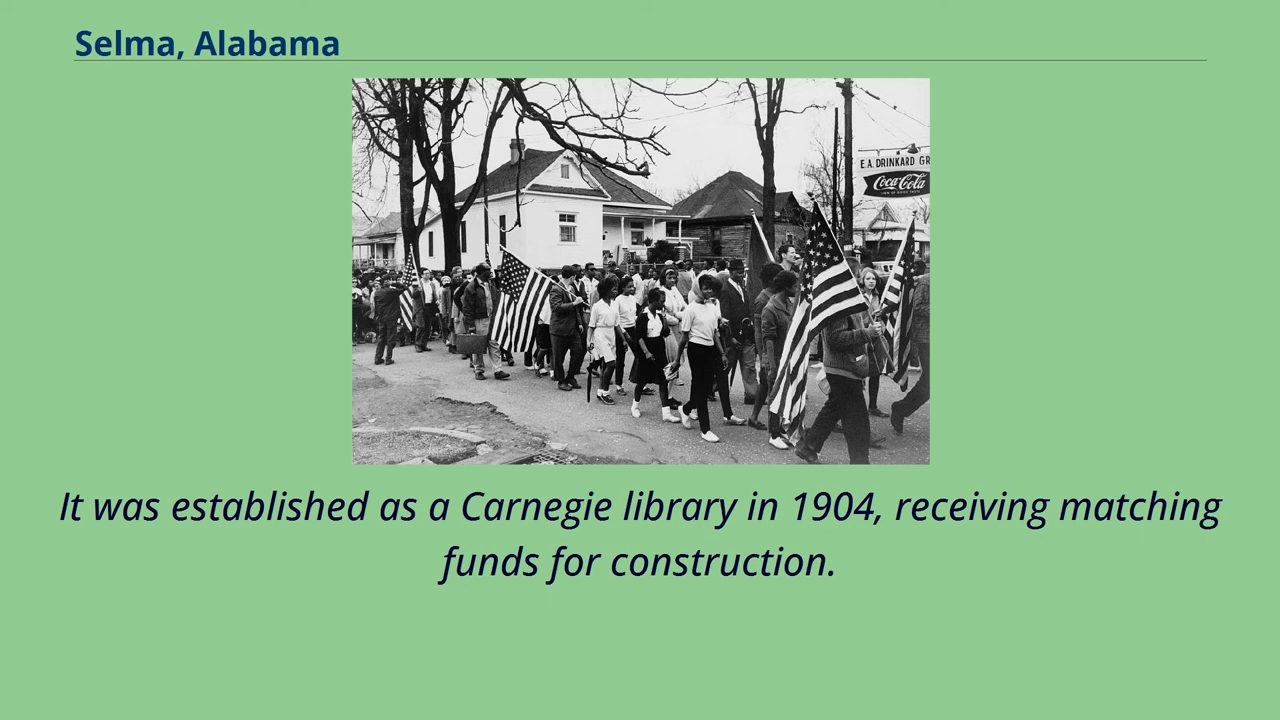 Selma, Alabama
E.A. DRINKARD GR
Coca-Cola
It was established as a Carnegie library in 1904, receiving matching
funds for construction.